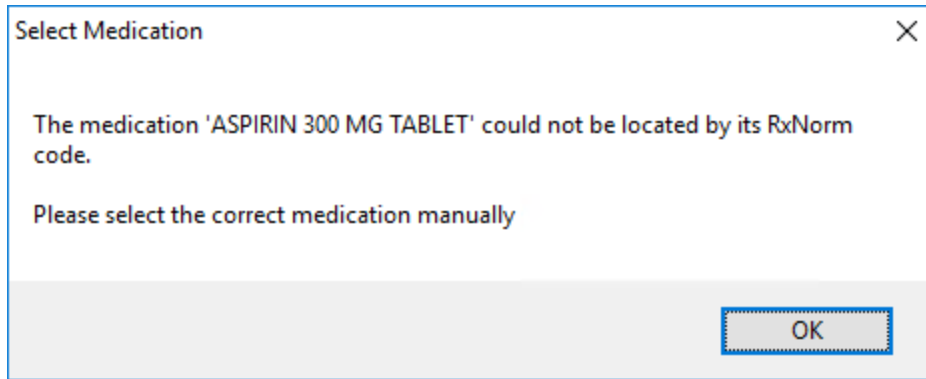 Select Medication
The medication 'ASPIRIN 300 MG TABLET' could not be located by its RxNorm
code.
Please select the correct medication manually
OK